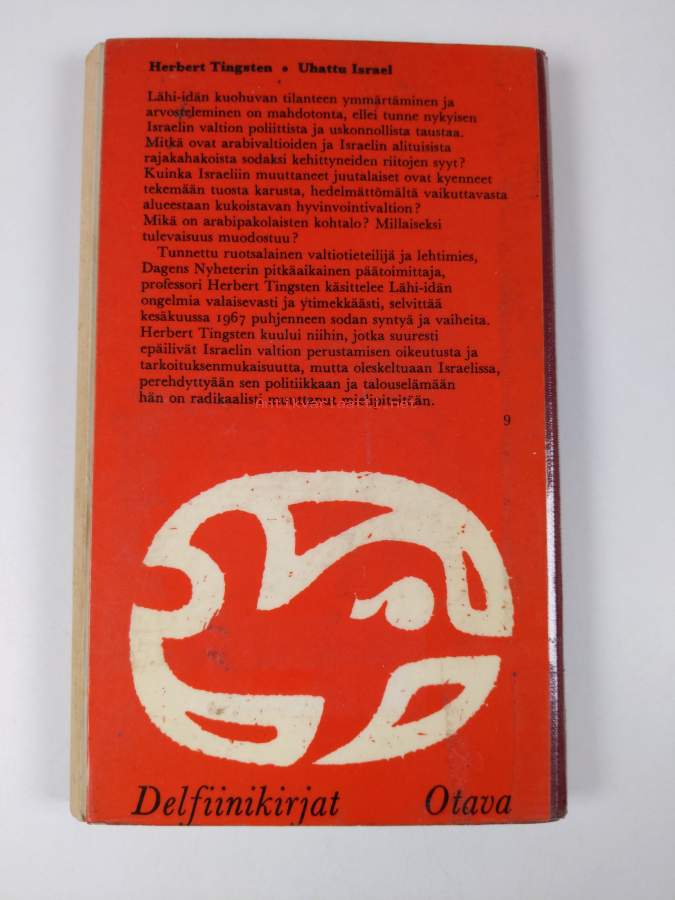 Herbert Tingsten • Uhattu Israel
Lähi-idän kuohuvan tilanteen ymmärtäminen ja
arvosteleminen on mahdotonta, ellei tunne nykyisen
Israelin valtion poliittista ja uskonnollista taustaa.
Mitkä ovat arabivaltioiden ja Israelin alituisista
rajakahakoista sodaksi kehittyneiden riitojen syyt?
Kuinka Israeliin muuttaneet juutalaiset ovat kyenneet
tekemään tuosta karusta, hedelmättömältä vaikuttavasta
alueestaan kukoistavan hyvinvointivaltion?
Mikä on arabipakolaisten kohtalo? Millaiseksi
tulevaisuus muodostuu?
Tunnettu ruotsalainen valtiotieteilijä ja lehtimies,
Dagens Nyheterin pitkäaikainen päätoimittaja,
professori Herbert Tingsten käsittelee Lähi-idän
ongelmia valaisevasti ja ytimekkäästi, selvittää
kesäkuussa 1967 puhjenneen sodan syntyä ja vaiheita.
Herbert Tingsten kuului niihin, jotka suuresti
epäilivät Israelin valtion perustamisen oikeutusta ja
tarkoituksenmukaisuutta, mutta oleskeltuaan Israelissa,
perehdyttyään sen politiikkaan ja talouselämään
hän on radikaalisti muuttanut mielipiteitään.
9
Delfiinikirjat Otava